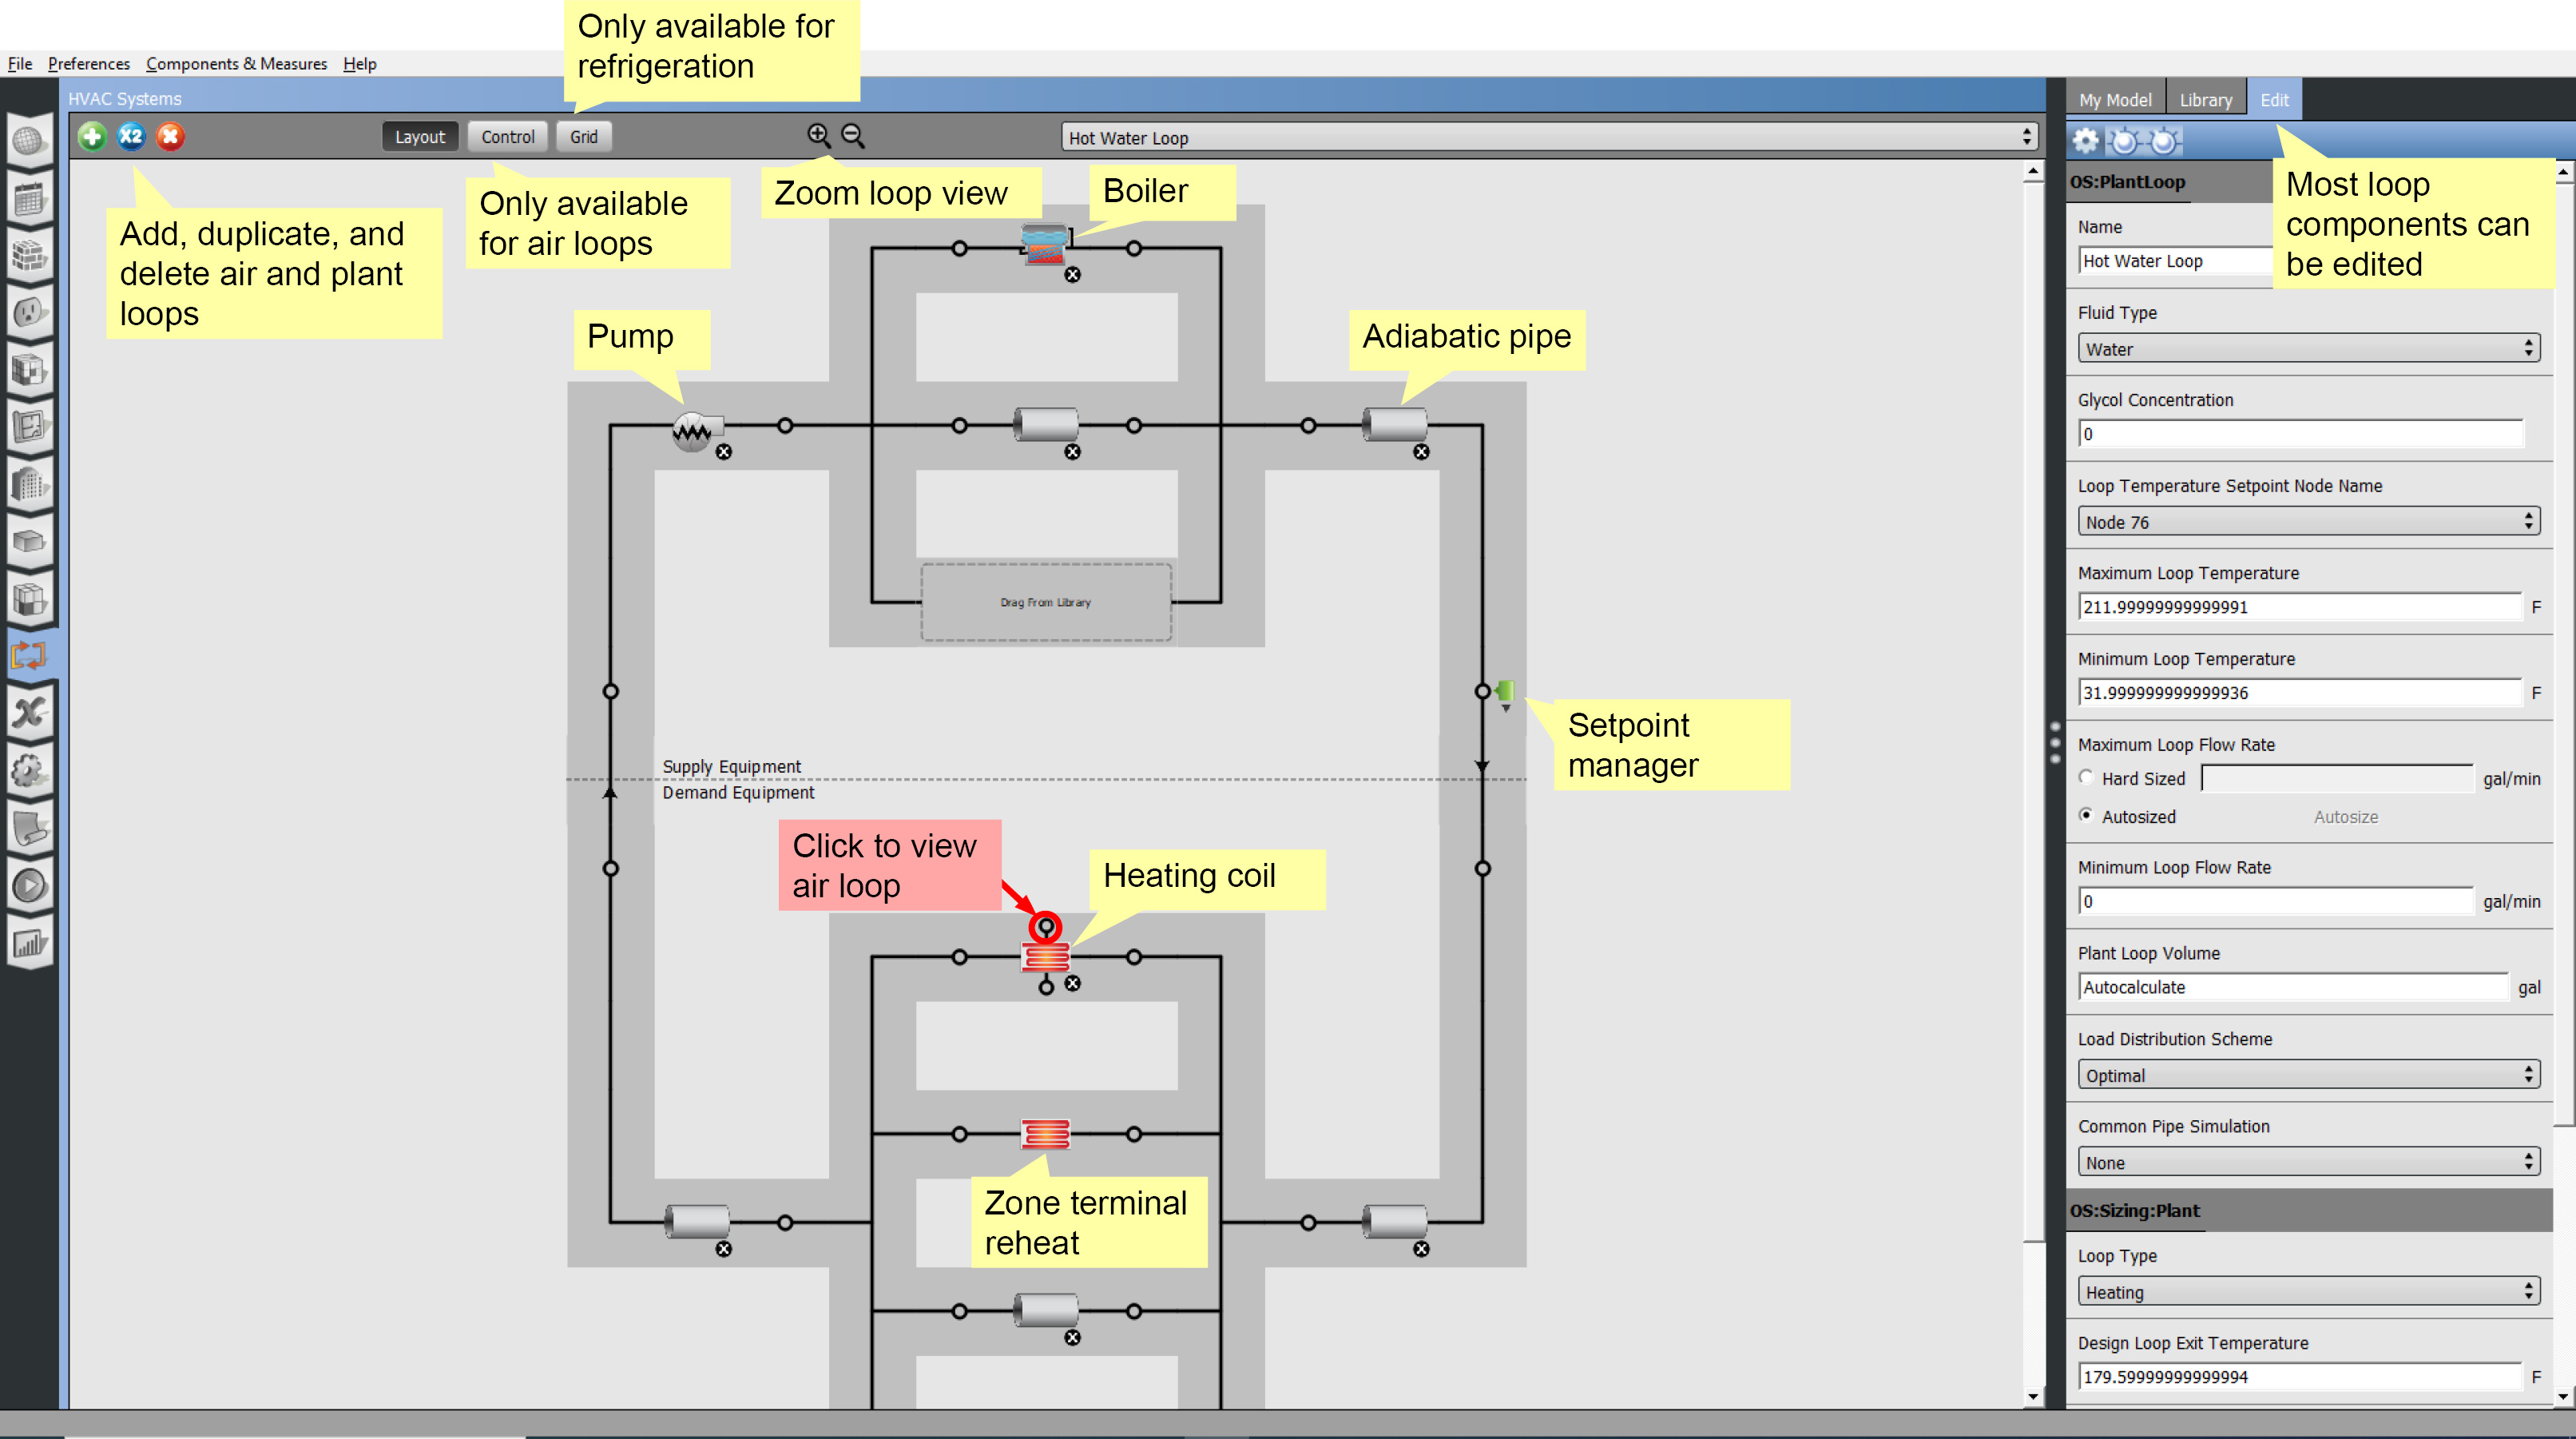 Only available for
refrigeration
File Preferences Components & Measures Help
HVAC Systems
My Model Library Edit
X2
Layout Control Grid
Hot Water Loop
Add, duplicate, and
delete air and plant
loops
Only available
for air loops
Zoom loop view
Boiler
Pump
Adiabatic pipe
Drag From Library
Setpoint
manager
Supply Equipment
Demand Equipment
Click to view
air loop
Heating coil
Zone terminal
reheat
Most loop
components can
be edited
OS:PlantLoop
Name
Hot Water Loop
Fluid Type
Water
Glycol Concentration
0
Loop Temperature Setpoint Node Name
Node 76
Maximum Loop Temperature
211.99999999999991 F
Minimum Loop Temperature
31.999999999999936 F
Maximum Loop Flow Rate
Hard Sized gal/min
Autosized Autosize
Minimum Loop Flow Rate
0 gal/min
Plant Loop Volume
Autocalculate gal
Load Distribution Scheme
Optimal
Common Pipe Simulation
None
OS:Sizing:Plant
Loop Type
Heating
Design Loop Exit Temperature
179.59999999999994 F